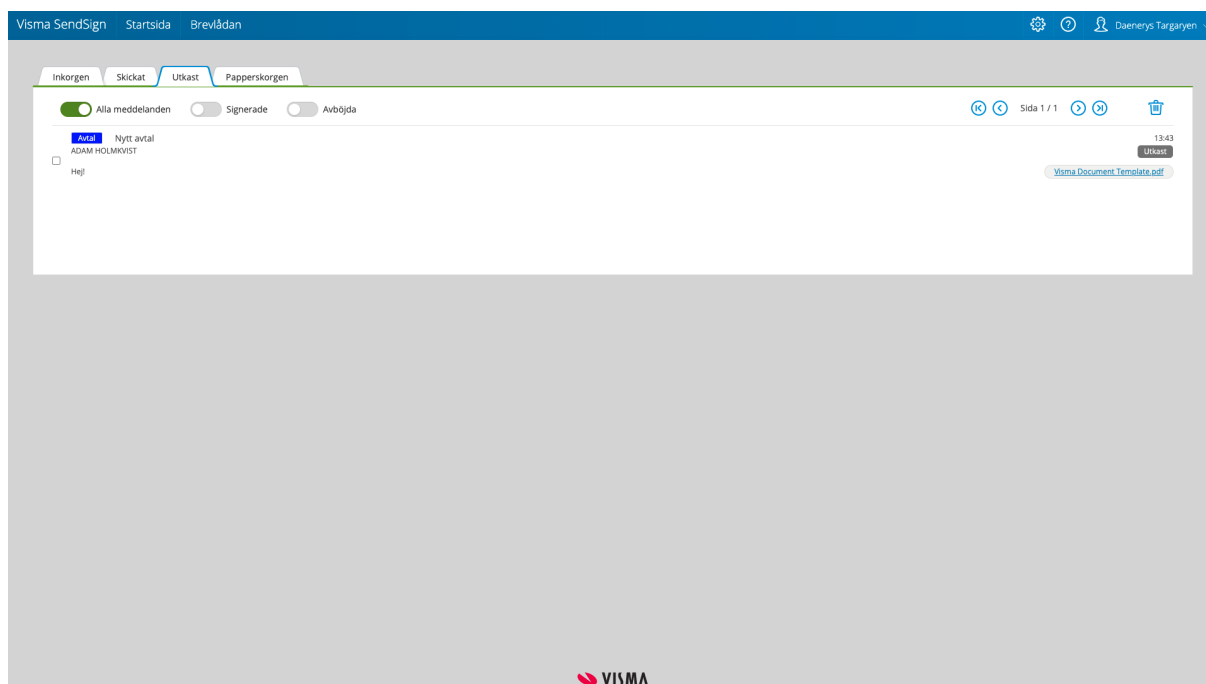 Visma SendSign Startsida Brevlådan Daenerys Targaryen
Inkorgen Skickat Utkast Papperskorgen
Alla meddelanden Signerade Avböjda Sida 1 / 1
Avtal Nytt avtal 13:43
ADAM HOLMKVIST Utkast
Hej! Visma Document Template.pdf
VISMA